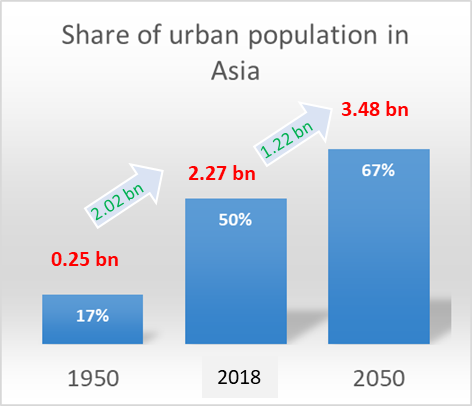 Share of urban population in
Asia
3.48 bn
1.22 bn
2.27 bn
2.02 bn
0.25 bn
67%
50%
17%
1950
2018
2050